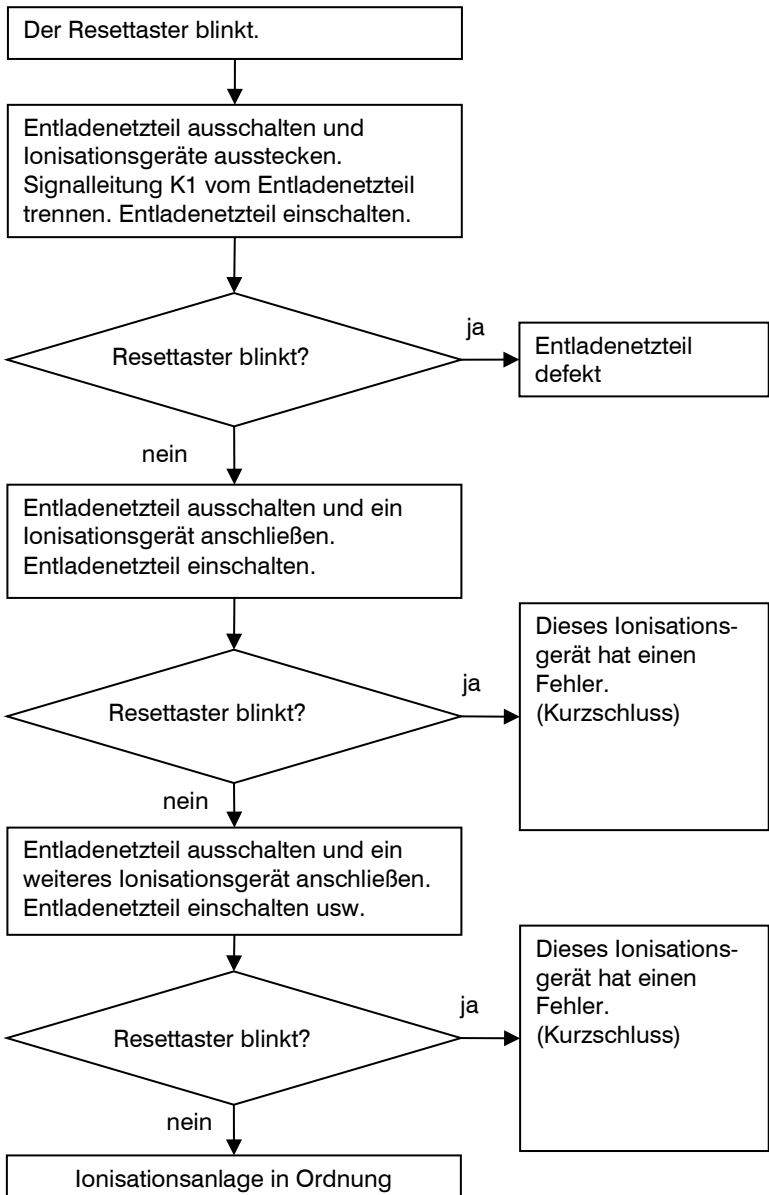 Der Resettaster blinkt.
Entladenetzteil ausschalten und
Ionisationsgeräte ausstecken.
Signalleitung K1 vom Entladenetzteil
trennen. Entladenetzteil einschalten.
Resettaster blinkt?
ja
Entladenetzteil
defekt
nein
Entladenetzteil ausschalten und ein
Ionisationsgerät anschließen.
Entladenetzteil einschalten.
Resettaster blinkt?
ja
Dieses Ionisations-
gerät hat einen
Fehler.
(Kurzschluss)
nein
Entladenetzteil ausschalten und ein
weiteres Ionisationsgerät anschließen.
Entladenetzteil einschalten usw.
Resettaster blinkt?
ja
Dieses Ionisations-
gerät hat einen
Fehler.
(Kurzschluss)
nein
Ionisationsanlage in Ordnung